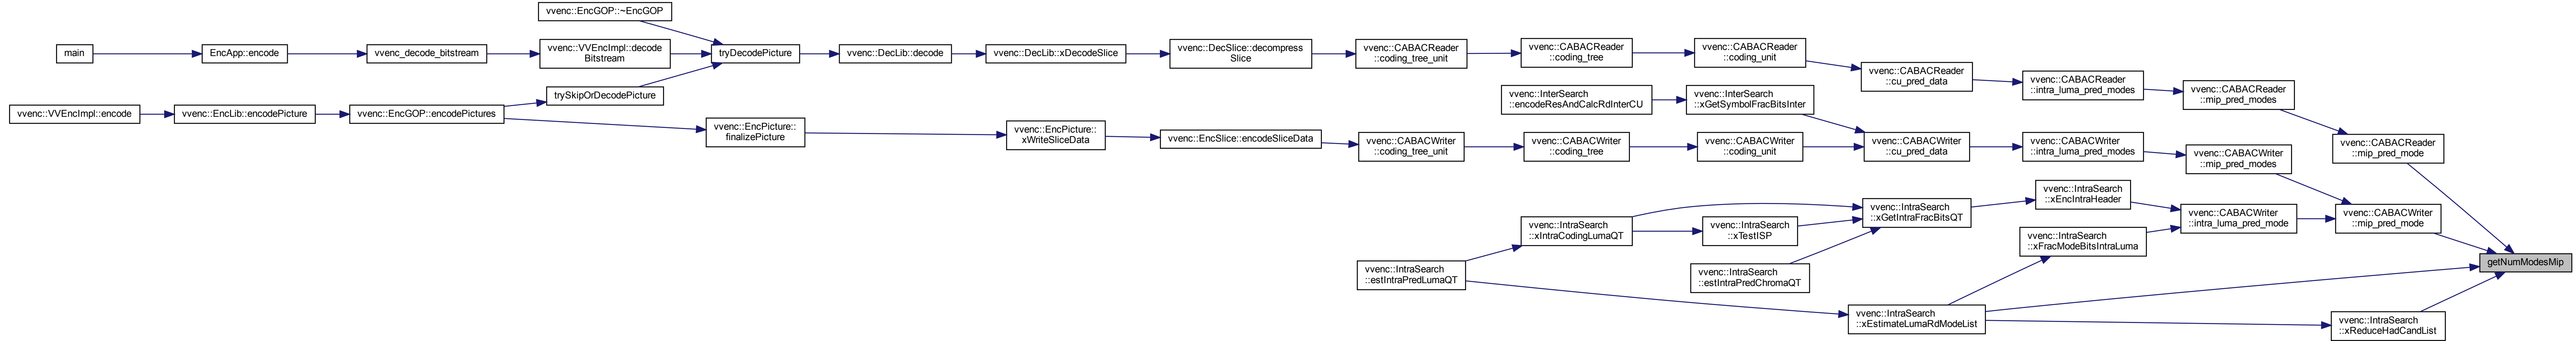 vvenc::EncGOP::~EncGOP
main
EncApp::encode
vvenc_decode_bitstream
vvenc::VVEncImpl::decode
Bitstream
tryDecodePicture
vvenc::DecLib::decode
vvenc::DecLib::xDecodeSlice
vvenc::DecSlice::decompress
Slice
vvenc::CABACReader
::coding_tree_unit
vvenc::CABACReader
::coding_tree
vvenc::CABACReader
::coding_unit
vvenc::CABACReader
::cu_pred_data
vvenc::CABACReader
::intra_luma_pred_modes
vvenc::CABACReader
::mip_pred_modes
vvenc::CABACReader
::mip_pred_mode
trySkipOrDecodePicture
vvenc::VVEncImpl::encode
vvenc::EncLib::encodePicture
vvenc::EncGOP::encodePictures
vvenc::InterSearch
::encodeResAndCalcRdInterCU
vvenc::InterSearch
::xGetSymbolFracBitsInter
vvenc::EncPicture::
finalizePicture
vvenc::EncPicture::
xWriteSliceData
vvenc::EncSlice::encodeSliceData
vvenc::CABACWriter
::coding_tree_unit
vvenc::CABACWriter
::coding_tree
vvenc::CABACWriter
::coding_unit
vvenc::CABACWriter
::cu_pred_data
vvenc::CABACWriter
::intra_luma_pred_modes
vvenc::CABACWriter
::mip_pred_modes
vvenc::IntraSearch
::xEncIntraHeader
vvenc::IntraSearch
::xGetIntraFracBitsQT
vvenc::CABACWriter
::intra_luma_pred_mode
vvenc::CABACWriter
::mip_pred_mode
vvenc::IntraSearch
::xIntraCodingLumaQT
vvenc::IntraSearch
::xTestISP
vvenc::IntraSearch
::xFracModeBitsIntraLuma
getNumModesMip
vvenc::IntraSearch
::estIntraPredLumaQT
vvenc::IntraSearch
::estIntraPredChromaQT
vvenc::IntraSearch
::xEstimateLumaRdModeList
vvenc::IntraSearch
::xReduceHadCandList